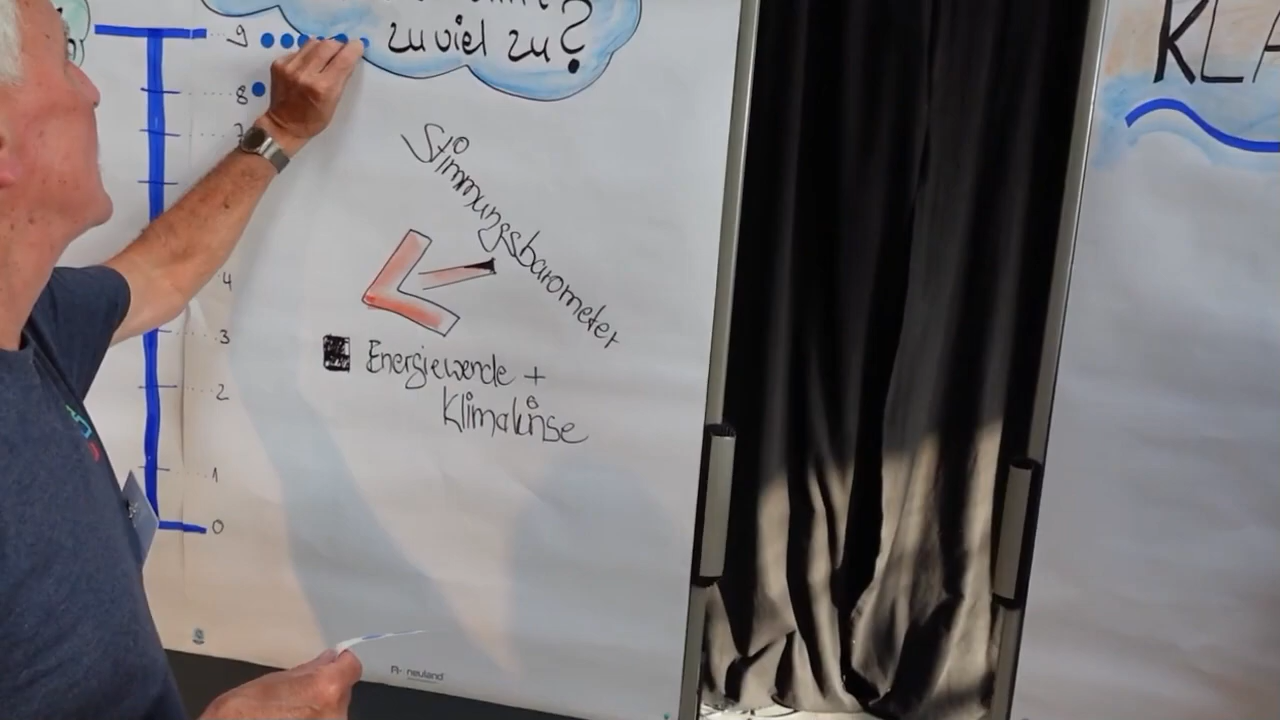 zu viel zu?
9
8
7
4
3
2
1
0
Stimmungsbarometer
Energiewende +
Klimakrise
neuland
KLA